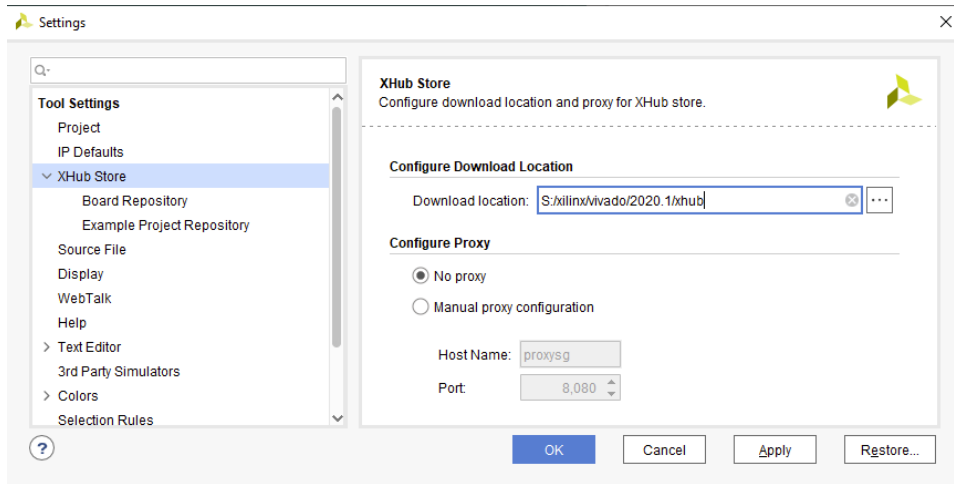 Settings
Tool Settings
Project
IP Defaults
XHub Store
Board Repository
Example Project Repository
Source File
Display
WebTalk
Help
Text Editor
3rd Party Simulators
Colors
Selection Rules
XHub Store
Configure download location and proxy for XHub store.
Configure Download Location
Download location: S:/xilinx/vivado/2020.1/xhub
Configure Proxy
No proxy
Manual proxy configuration
Host Name: proxysg
Port: 8,080
? OK Cancel Apply Restore...